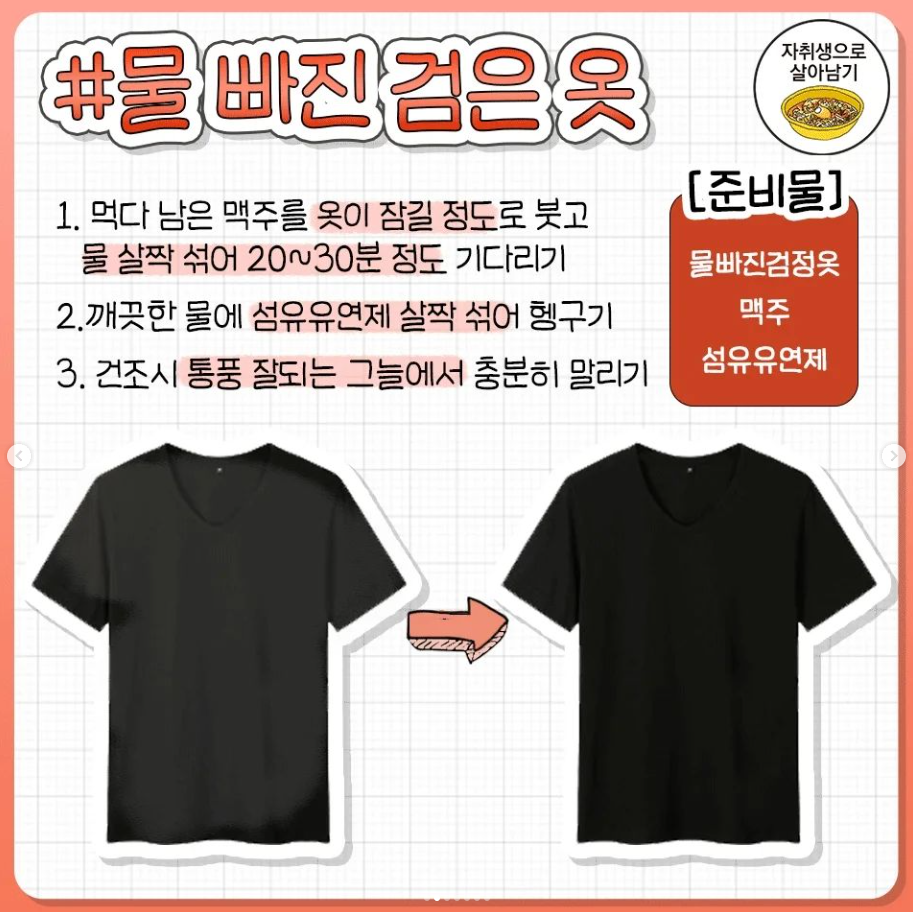 #물 빠진 검은 옷
자취생으로
살아남기
1. 먹다 남은 맥주를 옷이 잠길 정도로 붓고
물 살짝 섞어 20~30분 정도 기다리기
2.깨끗한 물에 섬유유연제 살짝 섞어 헹구기
3. 건조시 통풍 잘되는 그늘에서 충분히 말리기
[준비물]
물빠진검정옷
맥주
섬유유연제